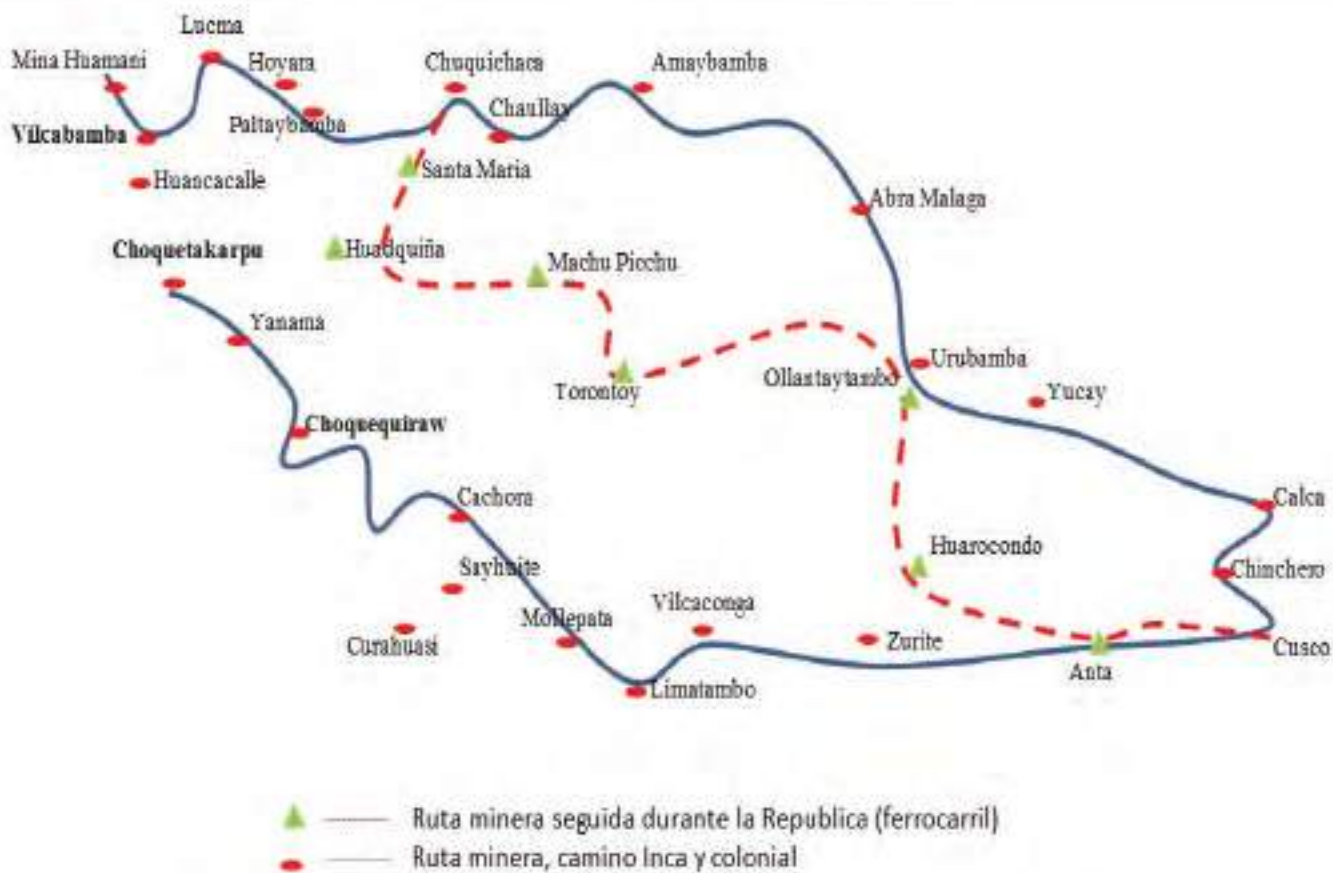 Lucma
Mina Huamani
Hoyara
Chuquichaca
Amaybamba
Chaullay
Paltaybamba
Vilcabamba
Santa Maria
Huancacalle
Abra Malaga
Huadquiña
Choquetakarpu
Machu Picchu
Yanama
Urubamba
Ollantaytambo
Torontoy
Yucay
Choquequiraw
Cachora
Calca
Huarocondo
Sayhuite
Chinchero
Vilcaconga
Mollepata
Curahuasi
Zurite
Cusco
Anta
Limatambo
Ruta minera seguida durante la Republica (ferrocarril)
Ruta minera, camino Inca y colonial